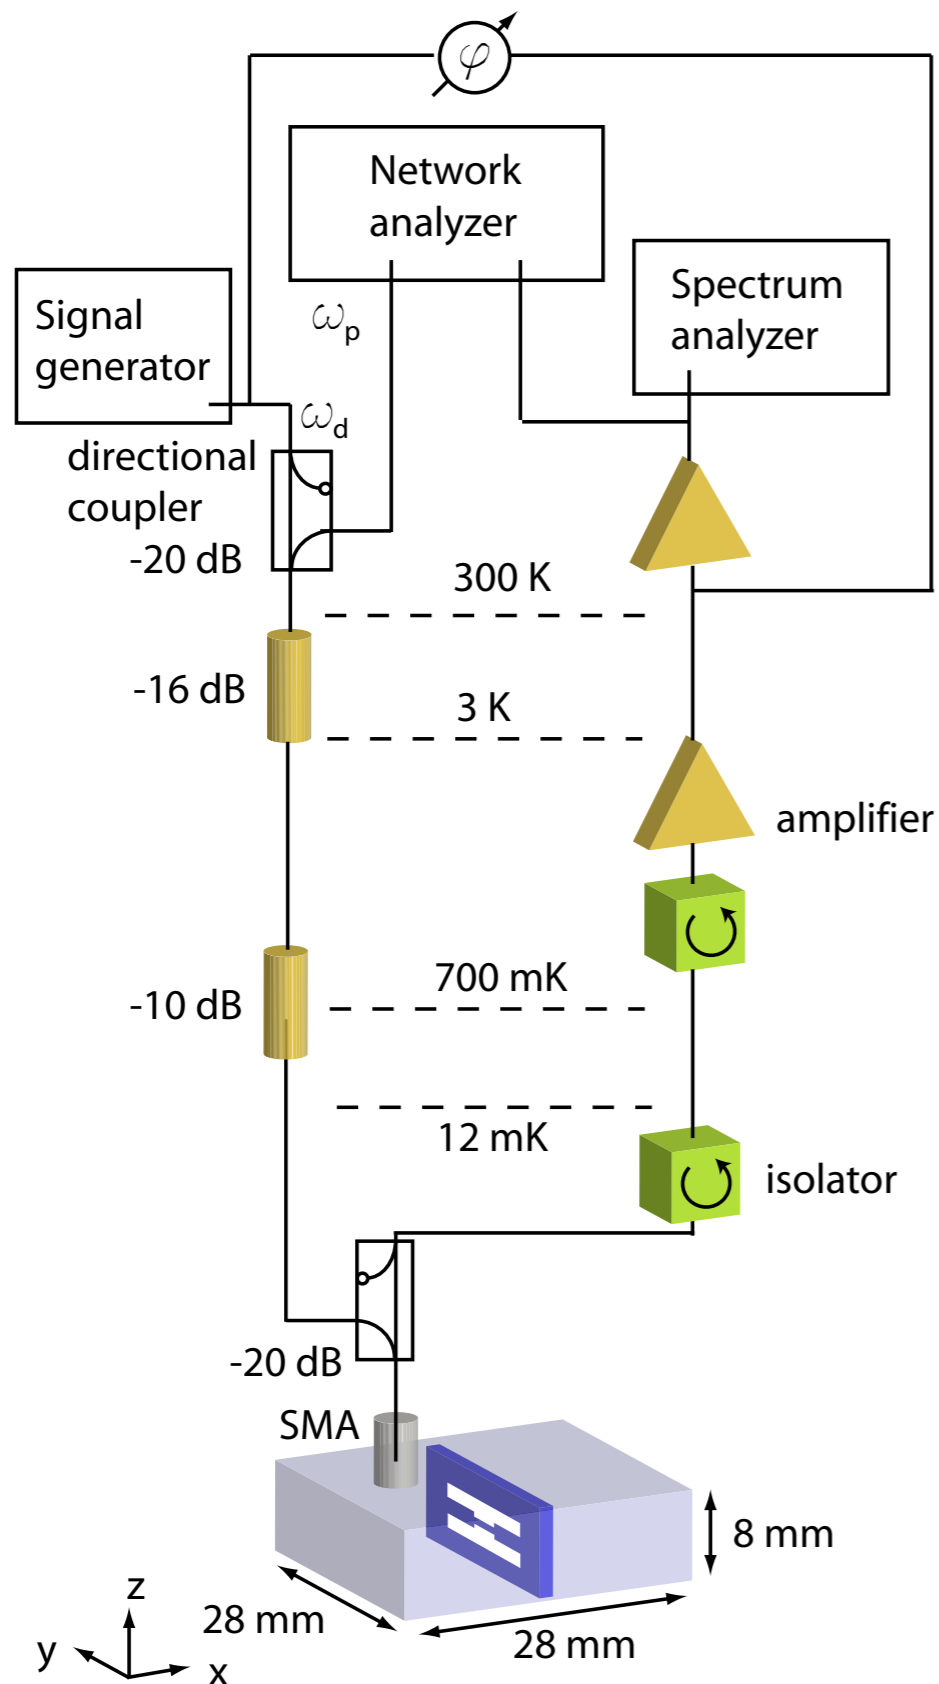 φ
Network
analyzer
Spectrum
analyzer
Signal
generator
ωp
ωd
directional
coupler
-20 dB
300 K
-16 dB
3 K
amplifier
-10 dB
700 mK
12 mK
isolator
-20 dB
SMA
8 mm
28 mm
28 mm
z
y
x